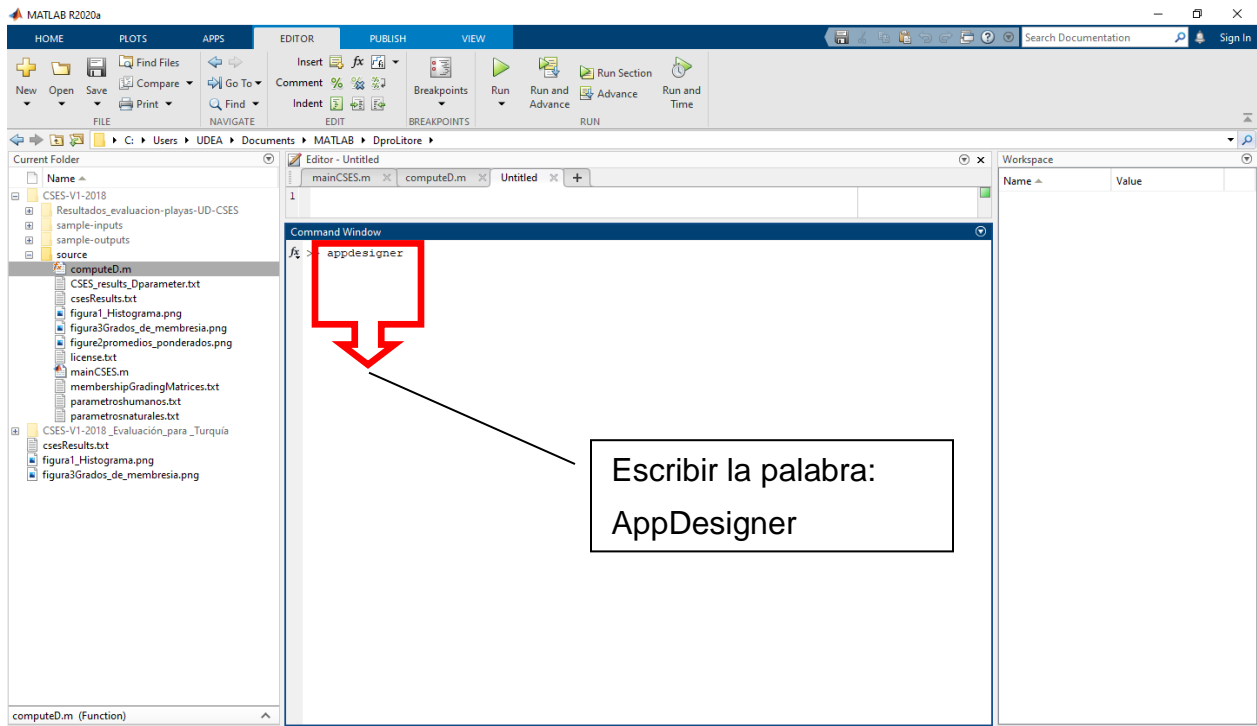 MATLAB R2020a
HOME PLOTS APPS EDITOR PUBLISH VIEW Search Documentation Sign In
New Open Save Find Files Compare Print
FILE
Go To Find
NAVIGATE
Insert fx
Comment
Indent
EDIT
Breakpoints
BREAKPOINTS
Run Run and Advance Run Section Advance Run and Time
RUN
C: Users UDEA Documents MATLAB DproLitore
Current Folder
Name
CSES-V1-2018
Resultados_evaluacion-playas-UD-CSES
sample-inputs
sample-outputs
source
computeD.m
CSES_results_Dparameter.txt
csesResults.txt
figura1_Histograma.png
figura3Grados_de_membresia.png
figure2promedios_ponderados.png
license.txt
mainCSES.m
membershipGradingMatrices.txt
parametroshumanos.txt
parametrosnaturales.txt
CSES-V1-2018 _Evaluación_para _Turquía
csesResults.txt
figura1_Histograma.png
figura3Grados_de_membresia.png
computeD.m (Function)
Editor - Untitled
mainCSES.m computeD.m Untitled +
1
Command Window
fx >> appdesigner
Escribir la palabra:
AppDesigner
Workspace
Name Value